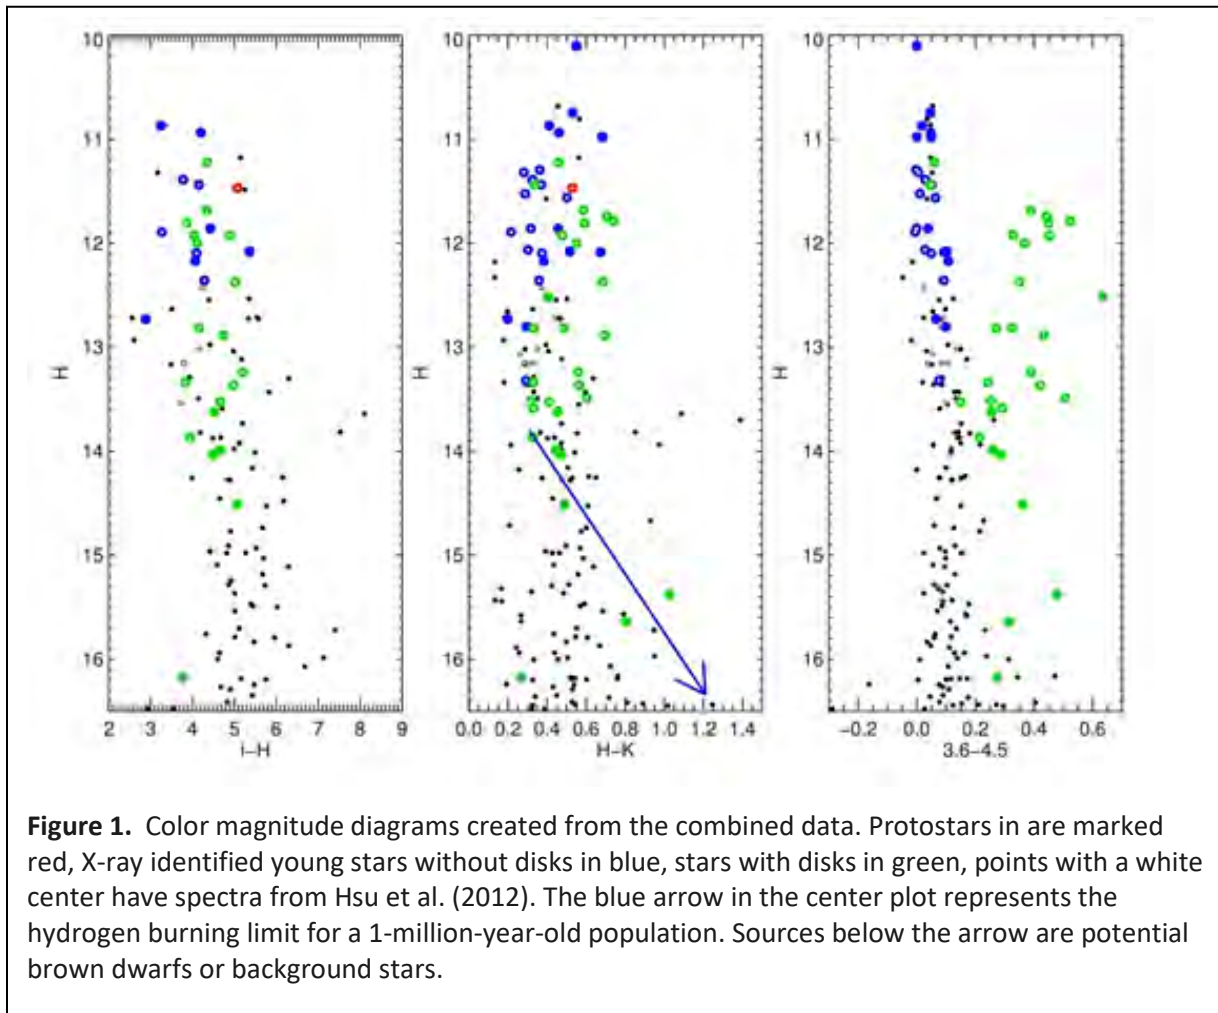 10 10 10
11 11 11
12 12 12
13 13 13
H H H
14 14 14
15 15 15
16 16 16
2 3 4 5 6 7 8 9 0.0 0.2 0.4 0.6 0.8 1.0 1.2 1.4 −0.2 0.0 0.2 0.4 0.6
I−H H−K 3.6−4.5
Figure 1. Color magnitude diagrams created from the combined data. Protostars in are marked
red, X-ray identified young stars without disks in blue, stars with disks in green, points with a white
center have spectra from Hsu et al. (2012). The blue arrow in the center plot represents the
hydrogen burning limit for a 1-million-year-old population. Sources below the arrow are potential
brown dwarfs or background stars.